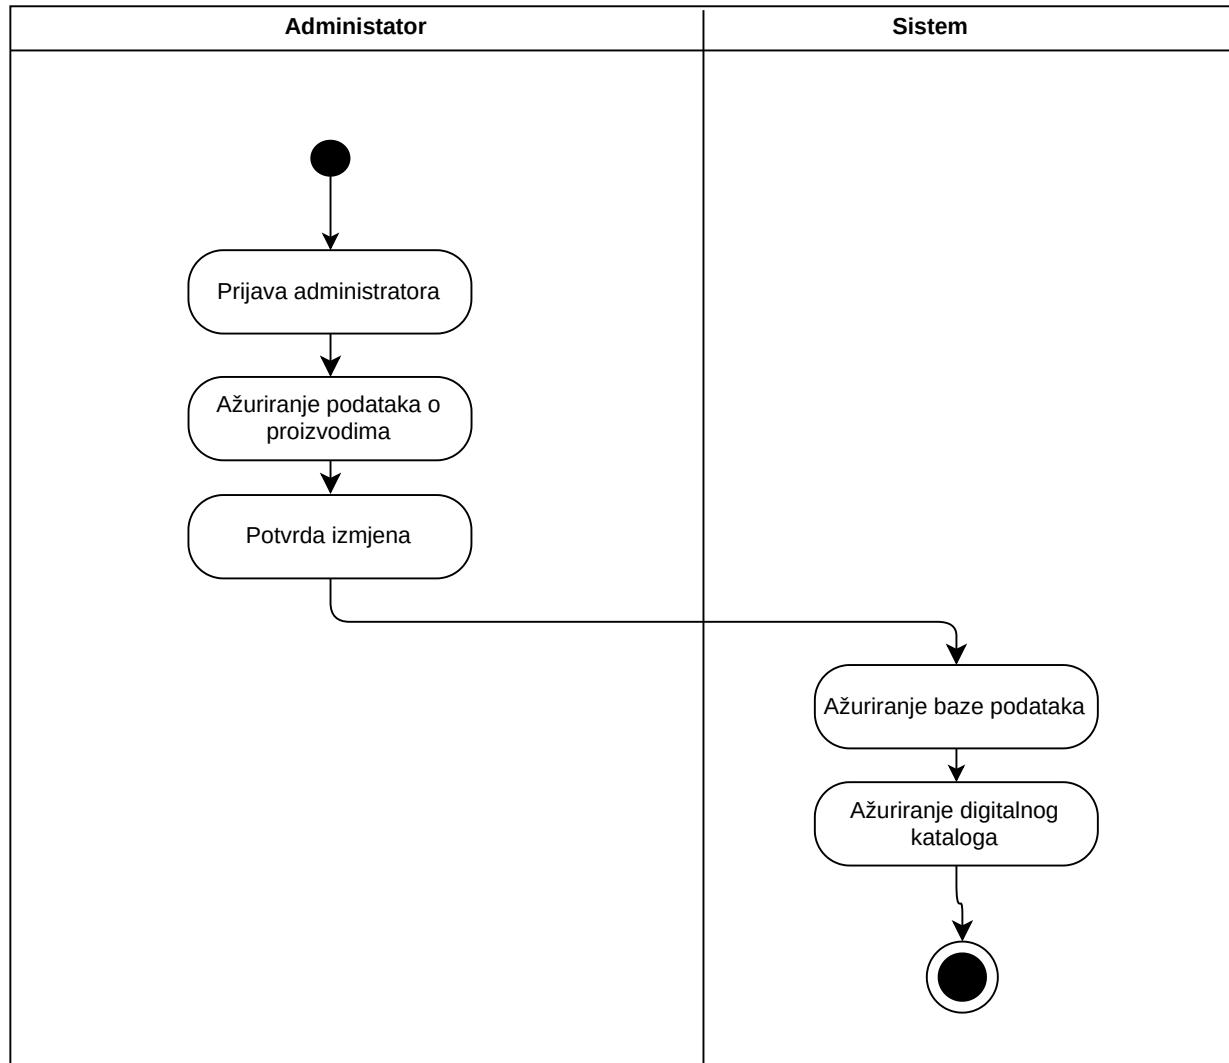 Administator
Sistem
Prijava administratora
Ažuriranje podataka o
proizvodima
Potvrda izmjena
Ažuriranje baze podataka
Ažuriranje digitalnog
kataloga